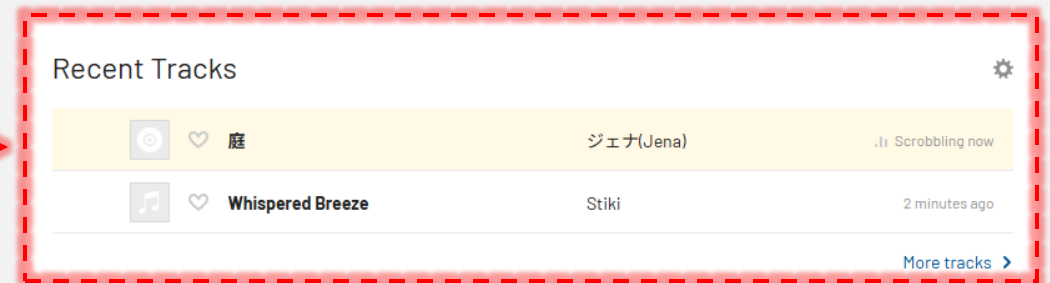 Recent Tracks
庭 ジェナ(Jena) Scrobbling now
Whispered Breeze Stiki 2 minutes ago
More tracks